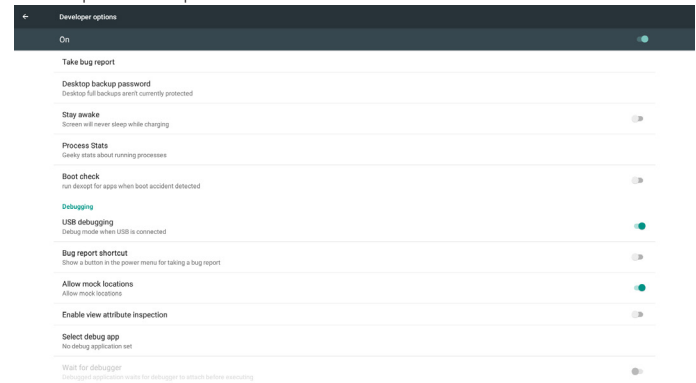 Developer options
On
Take bug report
Desktop backup password
Desktop full backups aren't currently protected
Stay awake
Screen will never sleep while charging
Process Stats
Geeky stats about running processes
Boot check
run dexopt for apps when boot accident detected
Debugging
USB debugging
Debug mode when USB is connected
Bug report shortcut
Show a button in the power menu for taking a bug report
Allow mock locations
Allow mock locations
Enable view attribute inspection
Select debug app
No debug application set
Wait for debugger
Debugged application waits for debugger to attach before executing